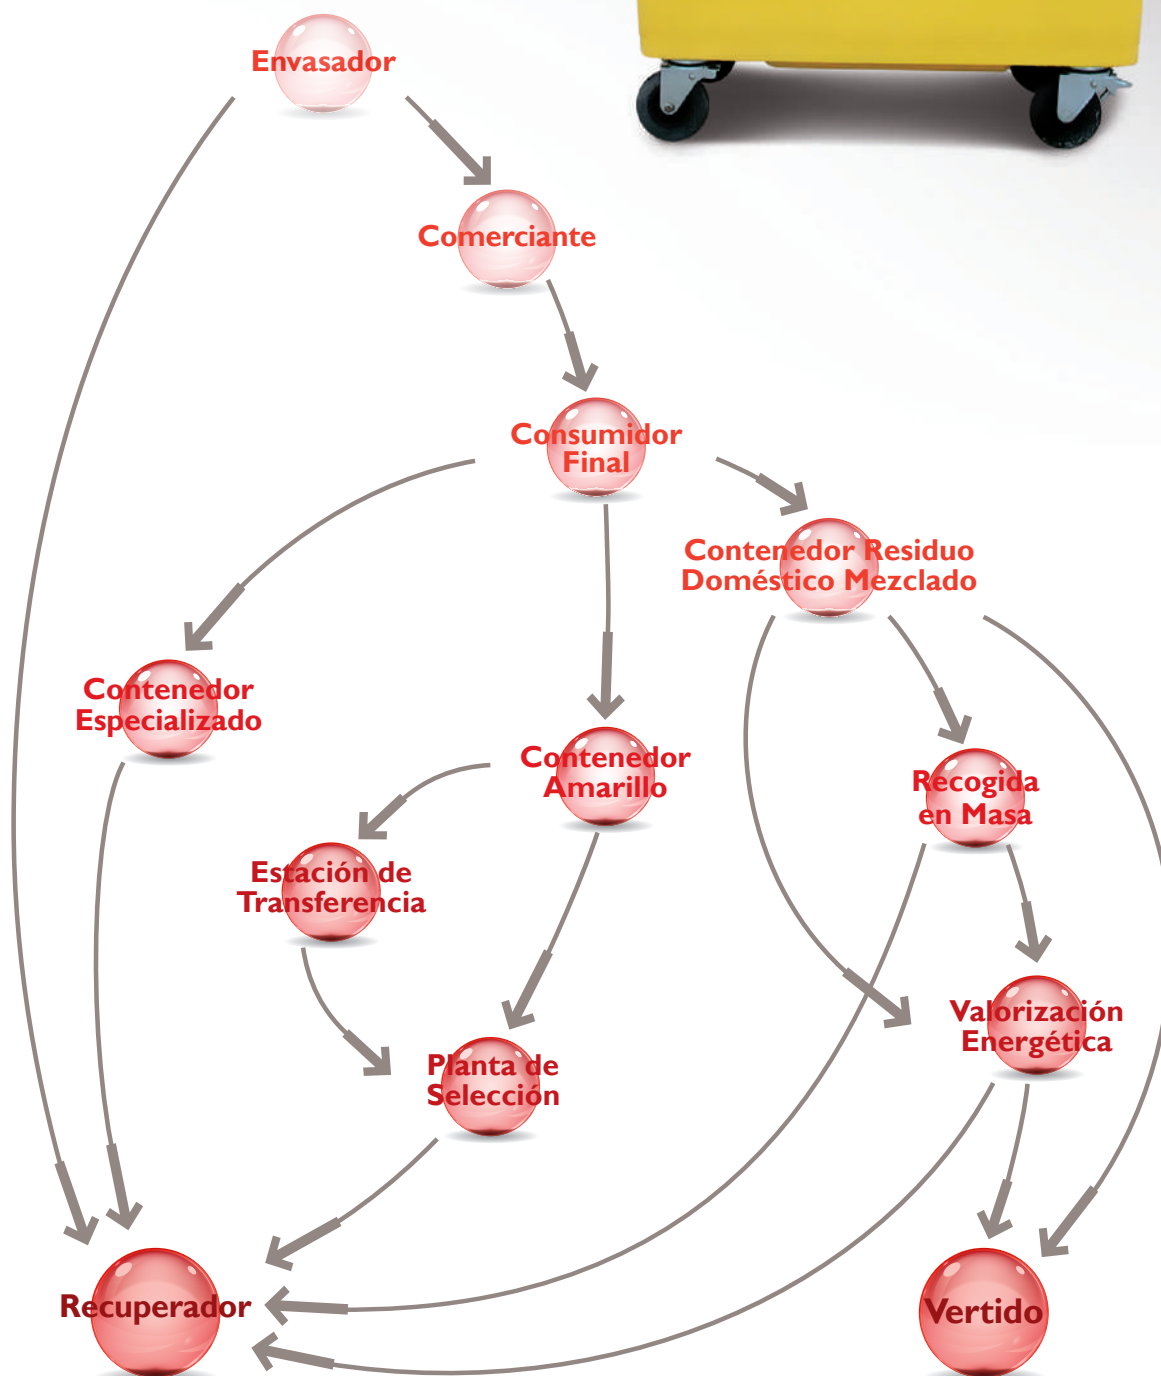 Envasador
Comerciante
Consumidor
Final
Contenedor Residuo
Doméstico Mezclado
Contenedor
Especializado
Contenedor
Amarillo
Recogida
en Masa
Estación de
Transferencia
Valorización
Energética
Planta de
Selección
Recuperador
Vertido